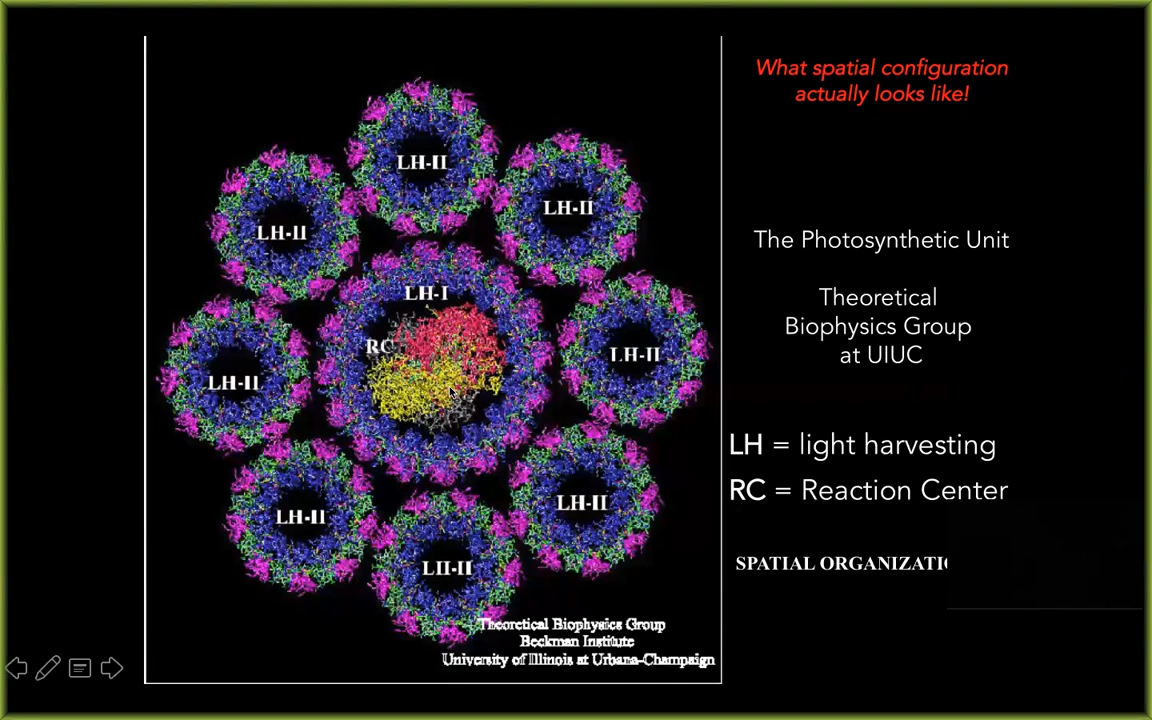 What spatial configuration
actually looks like!
LH-II
LH-II
LH-II
LH-I
RC
LH-II
LH-II
LH-II
LH-II
LH-II
The Photosynthetic Unit
Theoretical
Biophysics Group
at UIUC
LH = light harvesting
RC = Reaction Center
SPATIAL ORGANIZATI
Theoretical Biophysics Group
Beckman Institute
University of Illinois at Urbana-Champaign